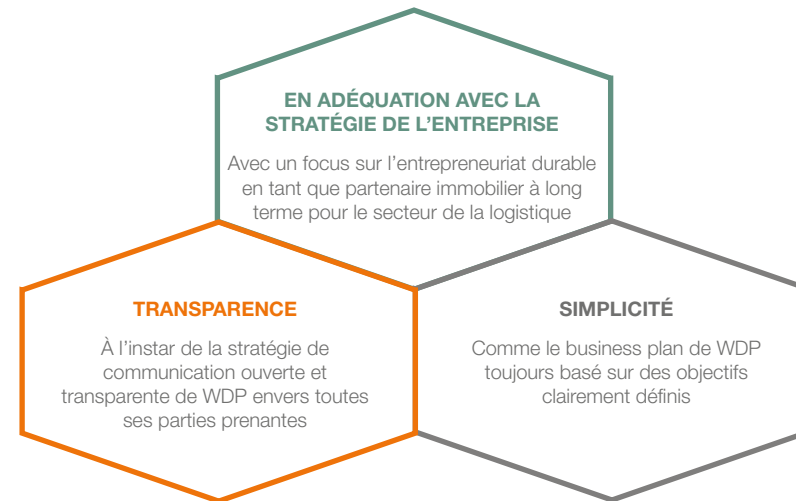 EN ADÉQUATION AVEC LA
STRATÉGIE DE L’ENTREPRISE
Avec un focus sur l’entrepreneuriat durable
en tant que partenaire immobilier à long
terme pour le secteur de la logistique
TRANSPARENCE
À l’instar de la stratégie de
communication ouverte et
transparente de WDP envers toutes
ses parties prenantes
SIMPLICITÉ
Comme le business plan de WDP
toujours basé sur des objectifs
clairement définis